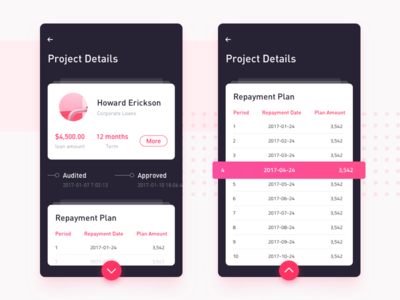 Project Details
Howard Erickson
Corporate Loans
$4,500.00
12 months
More
loan amount
Term
Audited
Approved
2017-01-07 7:02:13
2017-01-10 18:06
Repayment Plan
Period Repayment Date Plan Amount
1 2017-01-24 3,542
Project Details
Repayment Plan
Period Repayment Date Plan Amount
1 2017-01-24 3,542
2 2017-02-24 3,542
3 2017-03-24 3,542
4 2017-04-24 3,542
5 2017-05-24 3,542
6 2017-06-24 3,542
7 2017-07-24 3,542
8 2017-08-24 3,542
9 2017-09-24 3,542
10 2017-10-24 3,542